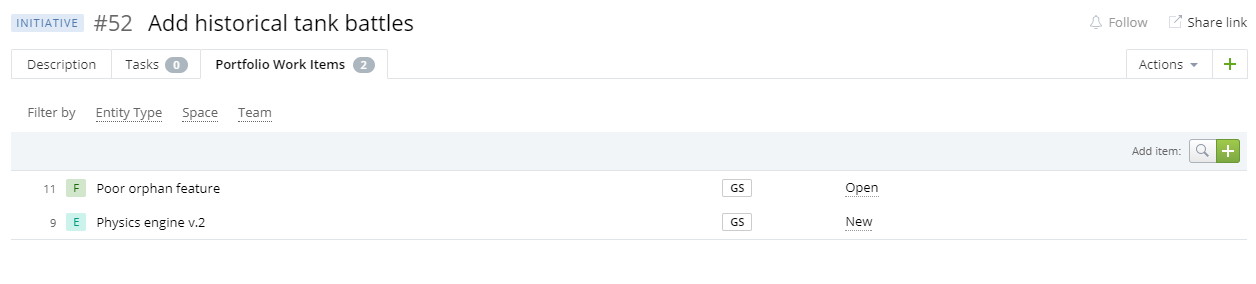 INITIATIVE #52 Add historical tank battles Follow Share link
Description Tasks 0 Portfolio Work Items 2 Actions +
Filter by Entity Type Space Team
Add item: +
11 F Poor orphan feature GS Open
9 E Physics engine v.2 GS New